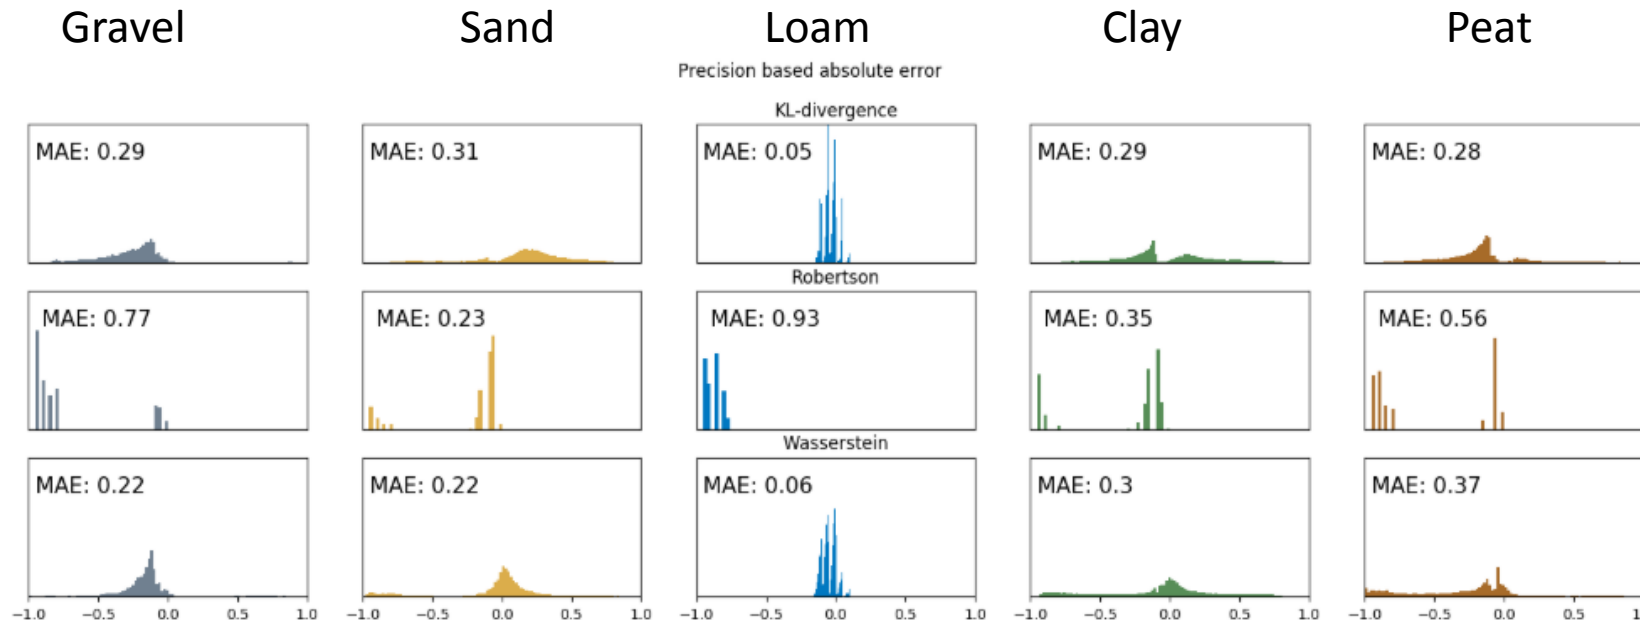 Gravel Sand Loam Clay Peat
Precision based absolute error
KL-divergence
MAE: 0.29 MAE: 0.31 MAE: 0.05 MAE: 0.29 MAE: 0.28
Robertson
MAE: 0.77 MAE: 0.23 MAE: 0.93 MAE: 0.35 MAE: 0.56
Wasserstein
MAE: 0.22 MAE: 0.22 MAE: 0.06 MAE: 0.3 MAE: 0.37
−1.0 −0.5 0.0 0.5 1.0 −1.0 −0.5 0.0 0.5 1.0 −1.0 −0.5 0.0 0.5 1.0 −1.0 −0.5 0.0 0.5 1.0 −1.0 −0.5 0.0 0.5